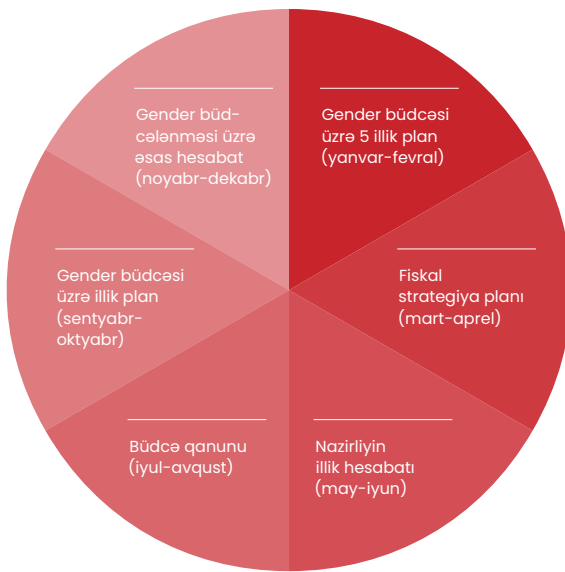 Gender büdcəsi
üzrə 5 illik plan
(yanvar-fevral)
Fiskal
strategiya planı
(mart-aprel)
Nazirliyin
illik hesabatı
(may-iyun)
Büdcə qanunu
(iyul-avqust)
Gender büdcəsi
üzrə illik plan
(sentyabr-
oktyabr)
Gender büd-
cələnməsi üzrə
əsas hesabat
(noyabr-dekabr)